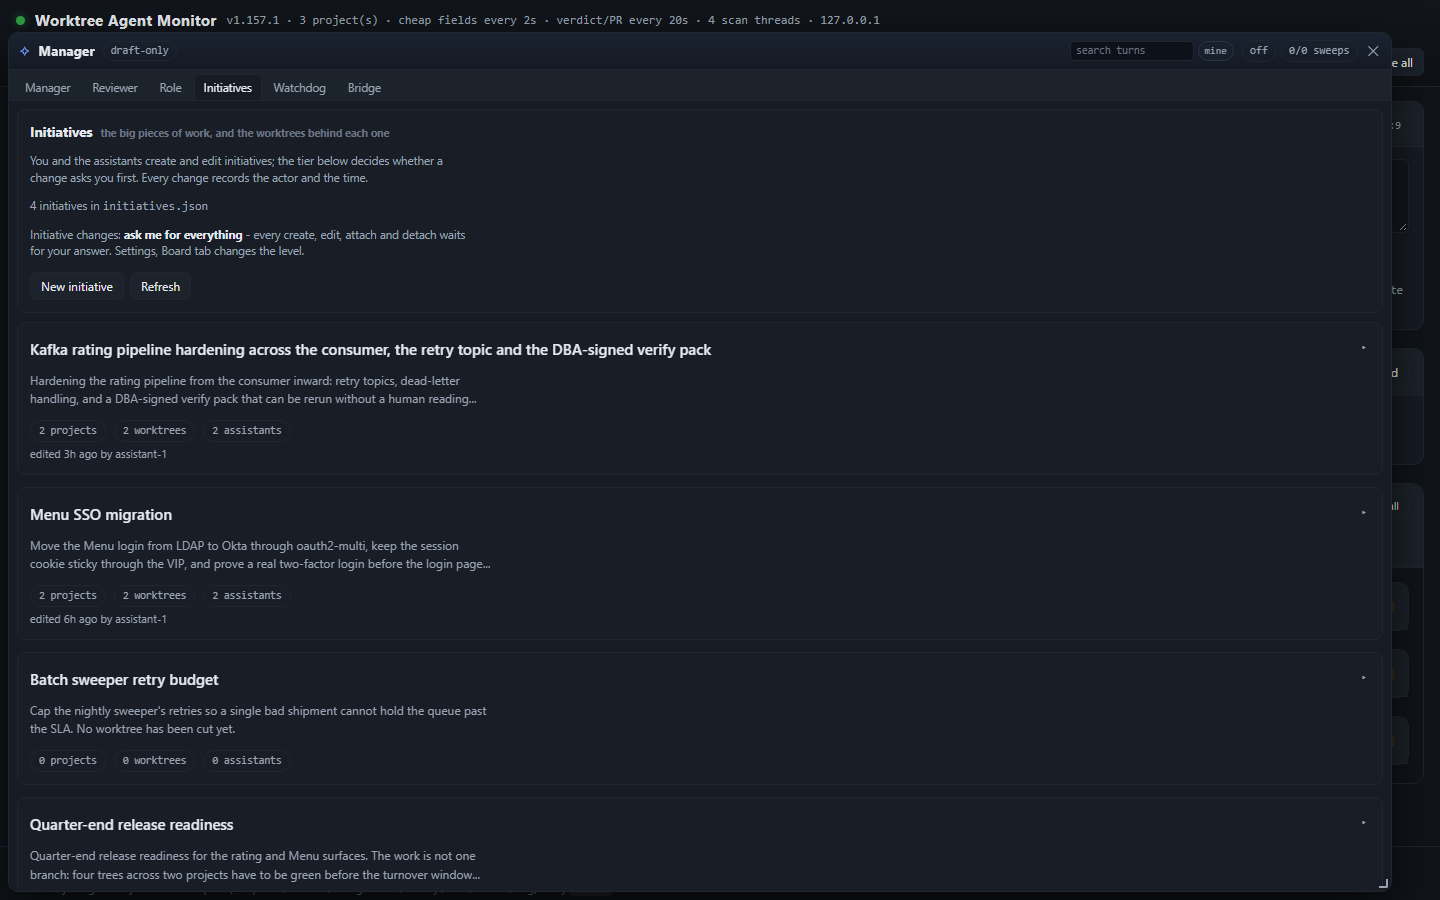 Worktree Agent Monitor v1.157.1 · 3 project(s) · cheap fields every 2s · verdict/PR every 20s · 4 scan threads · 127.0.0.1
Manager draft-only search turns mine off 0/0 sweeps
e all
Manager Reviewer Role Initiatives Watchdog Bridge
Initiatives the big pieces of work, and the worktrees behind each one
:9
You and the assistants create and edit initiatives; the tier below decides whether a
change asks you first. Every change records the actor and the time.
4 initiatives in initiatives.json
Initiative changes: ask me for everything - every create, edit, attach and detach waits
for your answer. Settings, Board tab changes the level.
New initiative Refresh
te
Kafka rating pipeline hardening across the consumer, the retry topic and the DBA-signed verify pack
d
Hardening the rating pipeline from the consumer inward: retry topics, dead-letter
handling, and a DBA-signed verify pack that can be rerun without a human reading...
2 projects 2 worktrees 2 assistants
edited 3h ago by assistant-1
Menu SSO migration
all
Move the Menu login from LDAP to Okta through oauth2-multi, keep the session
cookie sticky through the VIP, and prove a real two-factor login before the login page...
2 projects 2 worktrees 2 assistants
edited 6h ago by assistant-1
Batch sweeper retry budget
Cap the nightly sweeper's retries so a single bad shipment cannot hold the queue past
the SLA. No worktree has been cut yet.
0 projects 0 worktrees 0 assistants
Quarter-end release readiness
Quarter-end release readiness for the rating and Menu surfaces. The work is not one
branch: four trees across two projects have to be green before the turnover window...